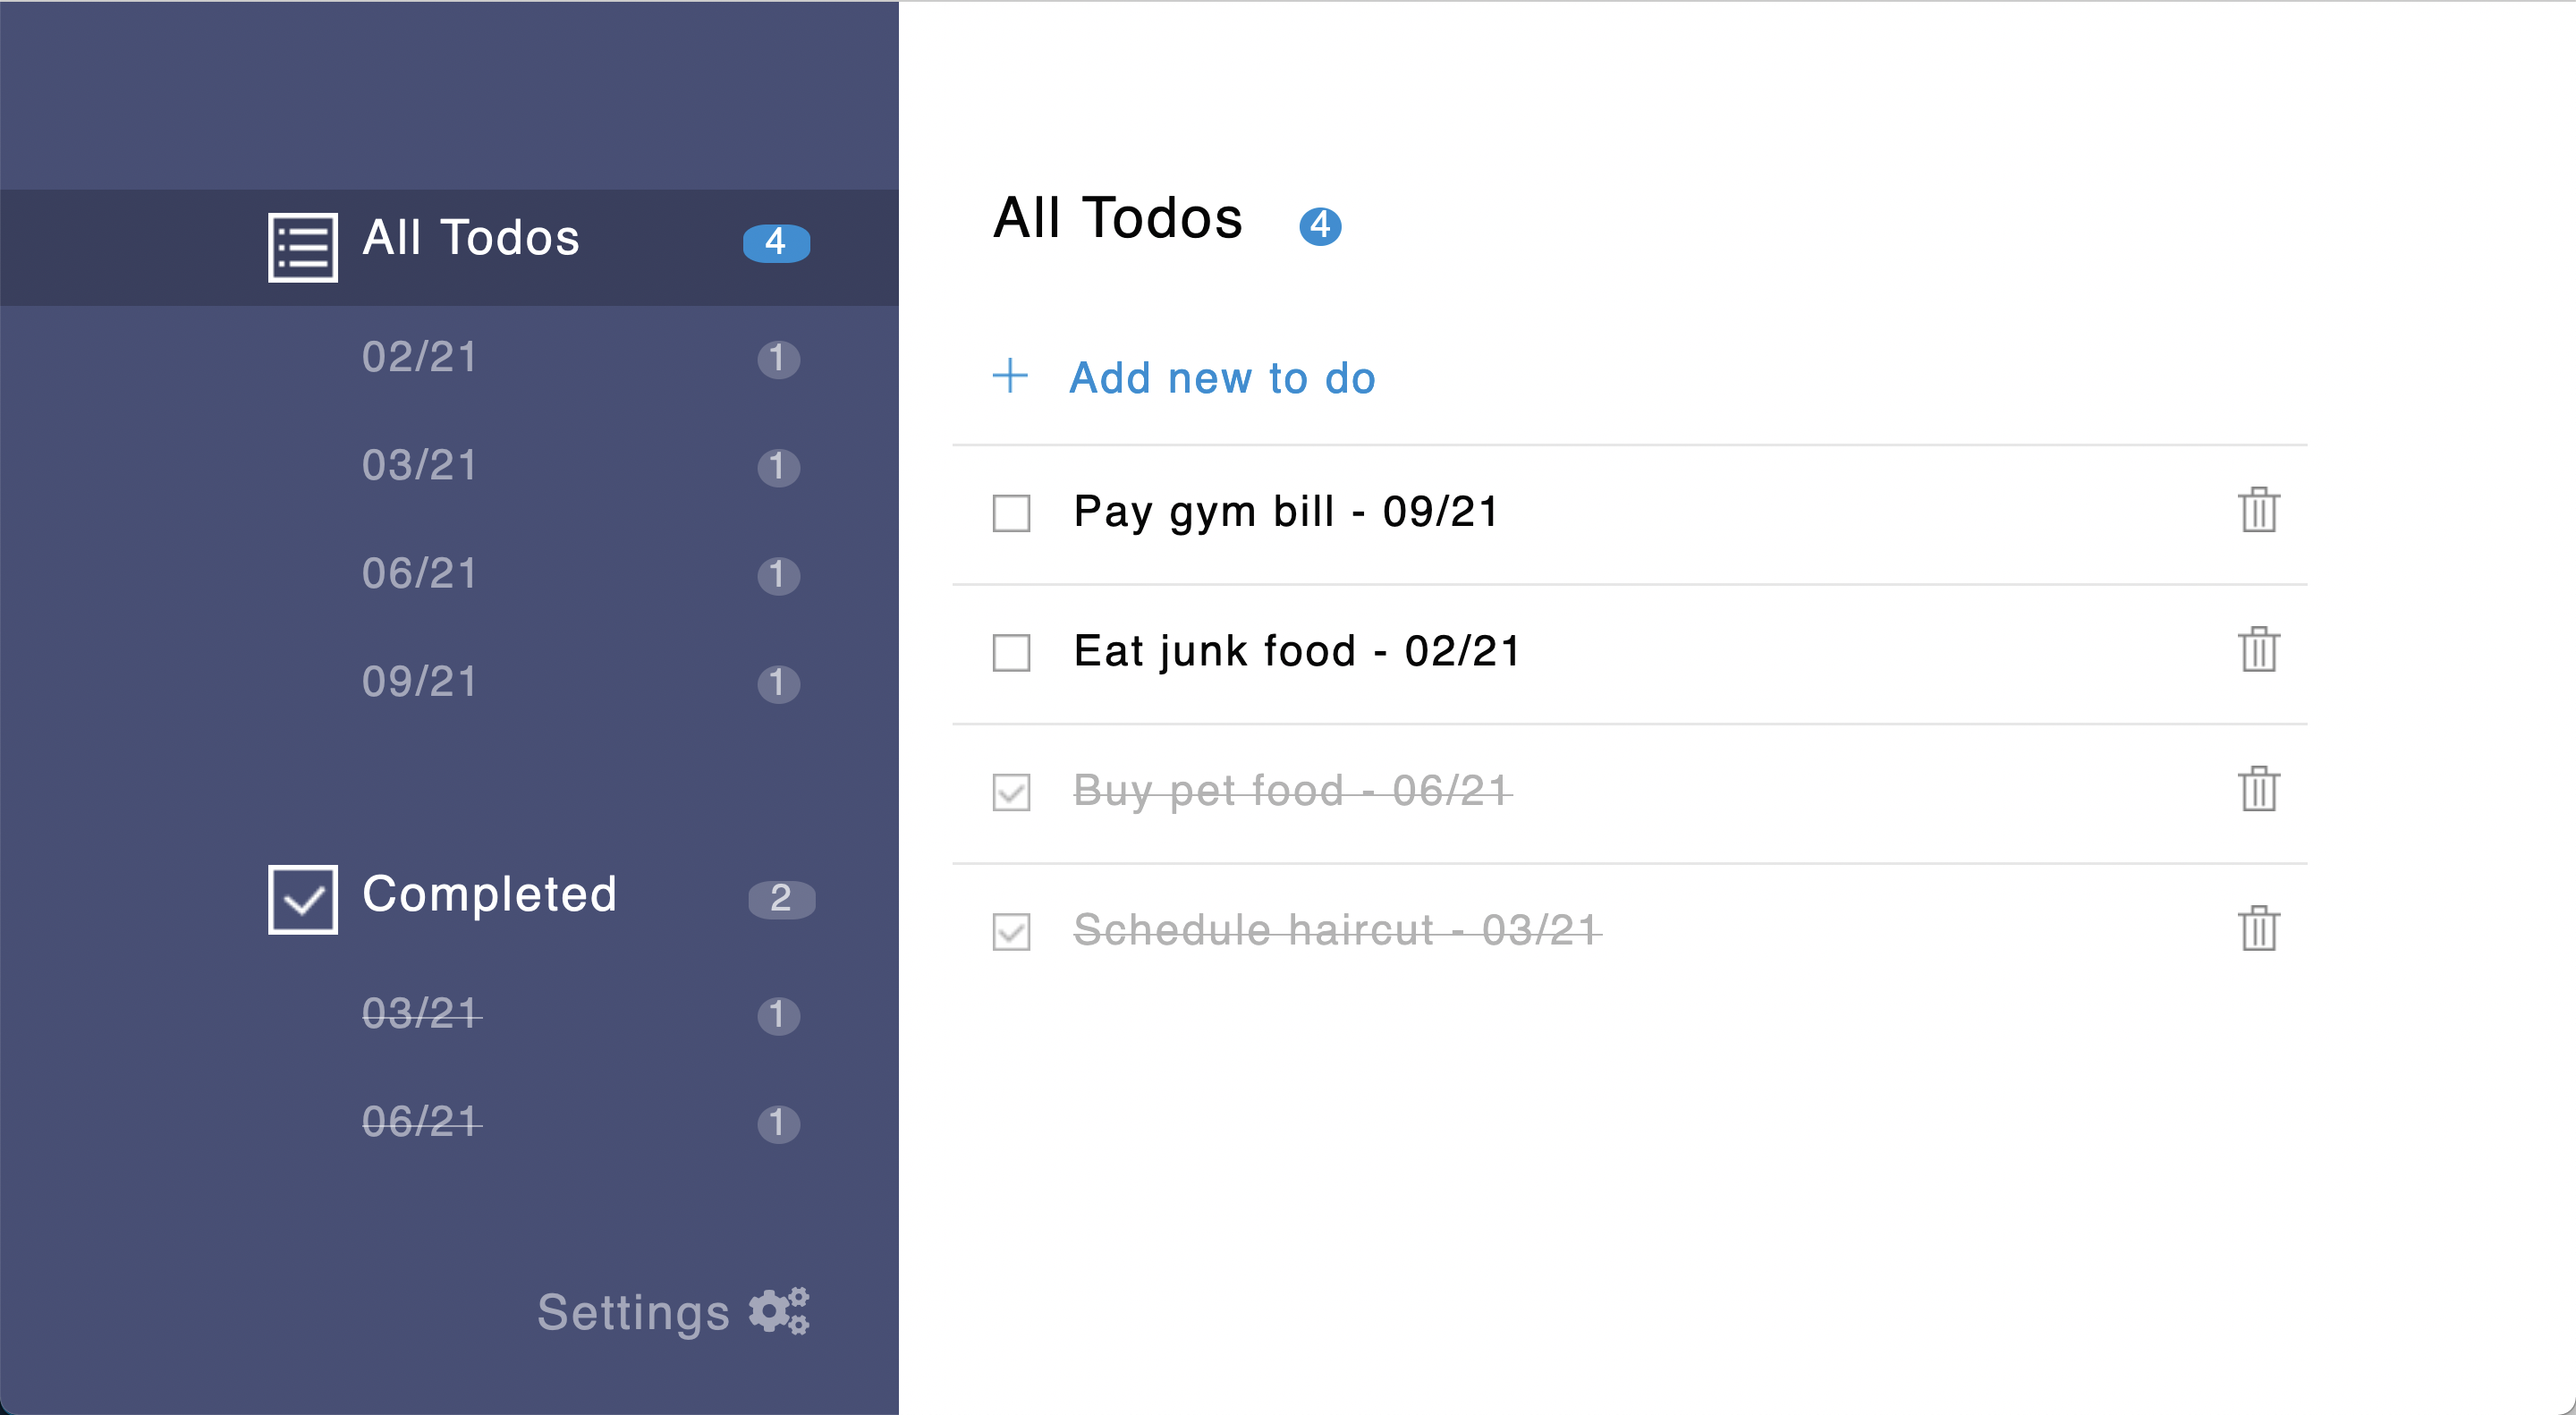 All Todos 4
02/21 1
03/21 1
06/21 1
09/21 1
Completed 2
03/21 1
06/21 1
Settings
All Todos 4
Add new to do
Pay gym bill - 09/21
Eat junk food - 02/21
Buy pet food - 06/21
Schedule haircut - 03/21